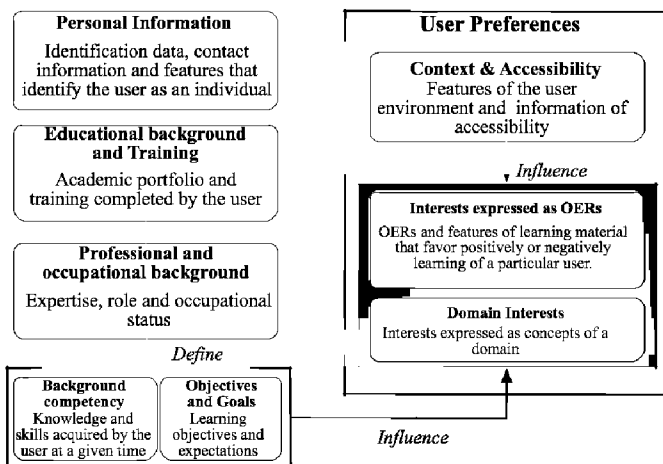 Personal Information
Identification data, contact
information and features that
identify the user as an individual
Educational background
and Training
Academic portfolio and
training completed by the user
Professional and
occupational background
Expertise, role and occupational
status
Define
Background
competency
Knowledge and
skills acquired by the
user at a given time
Objectives
and Goals
Learning
objectives and
expectations
User Preferences
Context & Accessibility
Features of the user
environment and information of
accessibility
Influence
Interests expressed as OERs
OERs and features of learning material
that favor positively or negatively
learning of a particular user.
Domain Interests
Interests expressed as concepts of a
domain
Influence